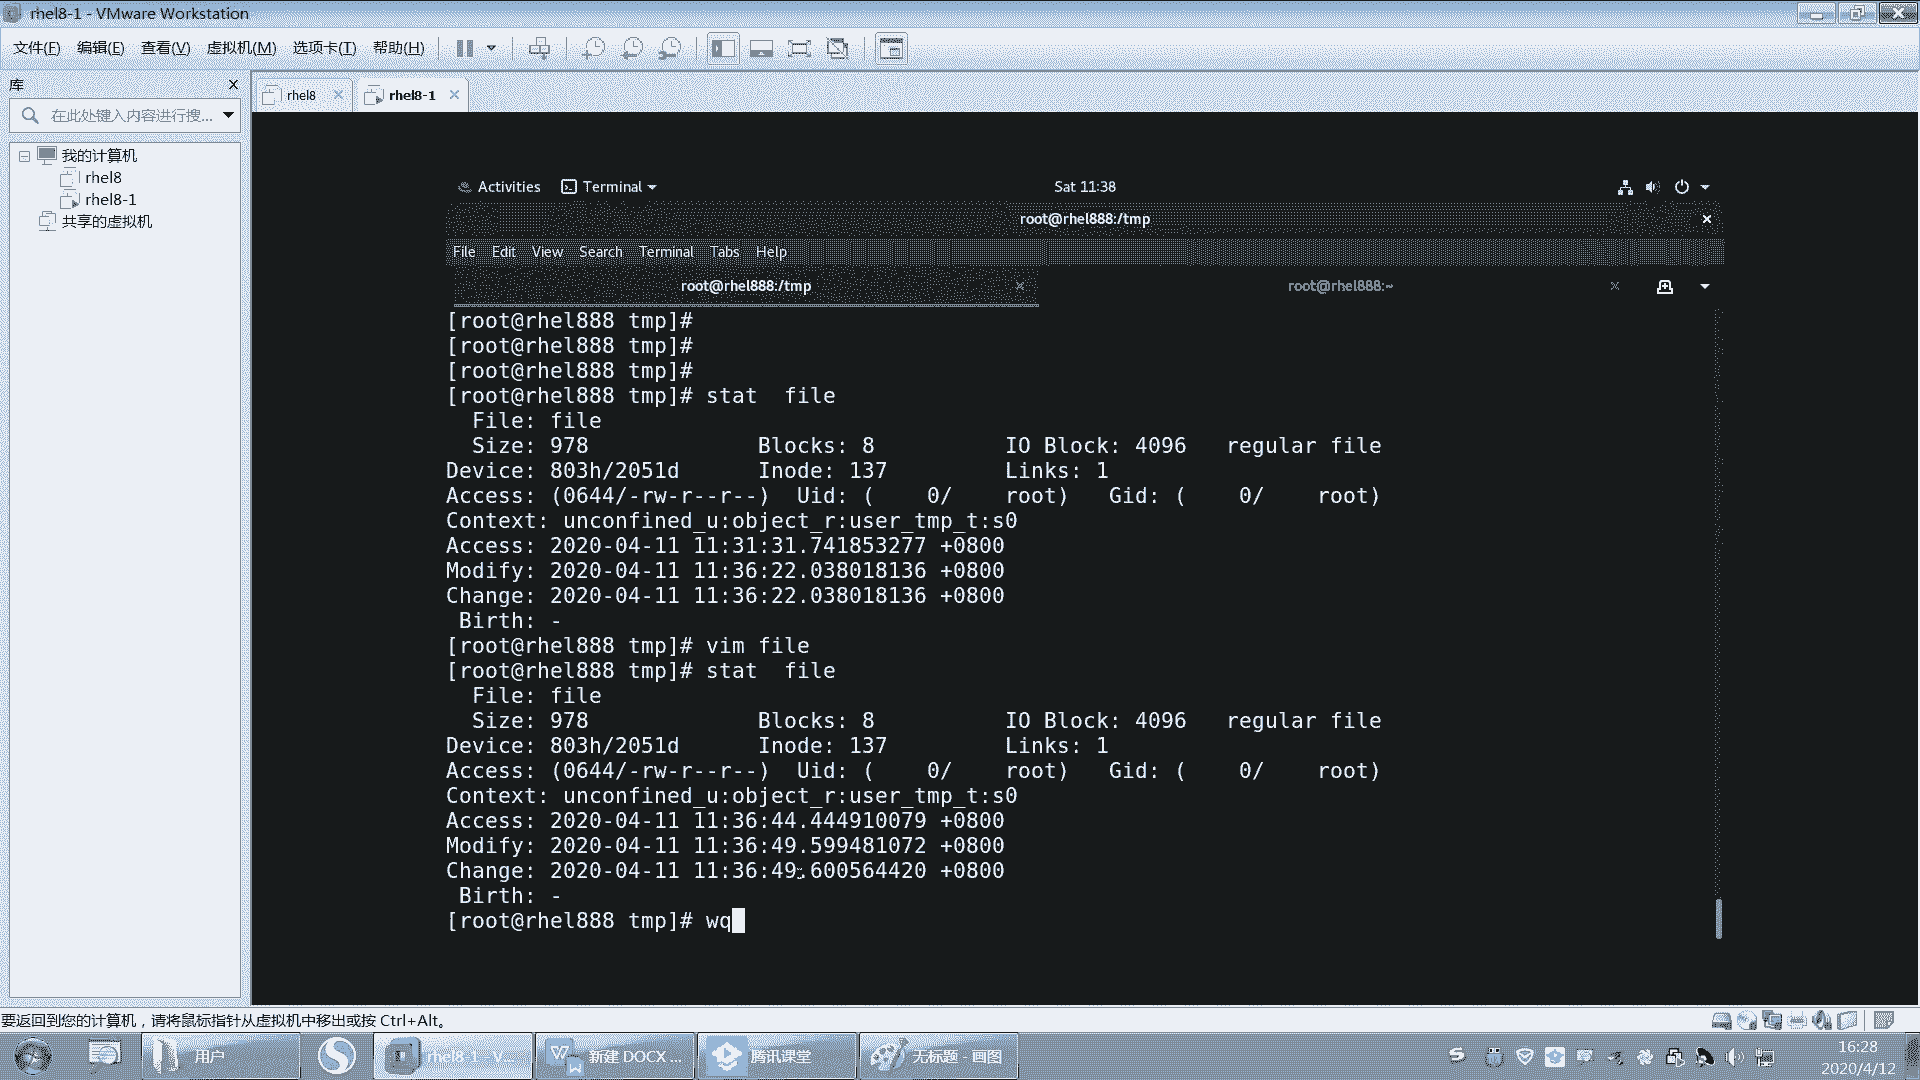 rhel8-1 - VMware Workstation
文件(F) 编辑(E) 查看(V) 虚拟机(M) 选项卡(T) 帮助(H)
库
在此处键入内容进行搜...
我的计算机
rhel8
rhel8-1
共享的虚拟机
rhel8 rhel8-1
Activities Terminal Sat 11:38
root@rhel888:/tmp
File Edit View Search Terminal Tabs Help
root@rhel888:/tmp root@rhel888:~
[root@rhel888 tmp]#
[root@rhel888 tmp]#
[root@rhel888 tmp]#
[root@rhel888 tmp]# stat  file
  File: file
  Size: 978             Blocks: 8          IO Block: 4096   regular file
Device: 803h/2051d      Inode: 137         Links: 1
Access: (0644/-rw-r--r--)  Uid: (    0/    root)   Gid: (    0/    root)
Context: unconfined_u:object_r:user_tmp_t:s0
Access: 2020-04-11 11:31:31.741853277 +0800
Modify: 2020-04-11 11:36:22.038018136 +0800
Change: 2020-04-11 11:36:22.038018136 +0800
 Birth: -
[root@rhel888 tmp]# vim file
[root@rhel888 tmp]# stat  file
  File: file
  Size: 978             Blocks: 8          IO Block: 4096   regular file
Device: 803h/2051d      Inode: 137         Links: 1
Access: (0644/-rw-r--r--)  Uid: (    0/    root)   Gid: (    0/    root)
Context: unconfined_u:object_r:user_tmp_t:s0
Access: 2020-04-11 11:36:44.444910079 +0800
Modify: 2020-04-11 11:36:49.599481072 +0800
Change: 2020-04-11 11:36:49.600564420 +0800
 Birth: -
[root@rhel888 tmp]# wq
要返回到您的计算机，请将鼠标指针从虚拟机中移出或按 Ctrl+Alt。
用户 rhel8-1 - V... 新建 DOCX ... 腾讯课堂 无标题 - 画图
16:28
2020/4/12